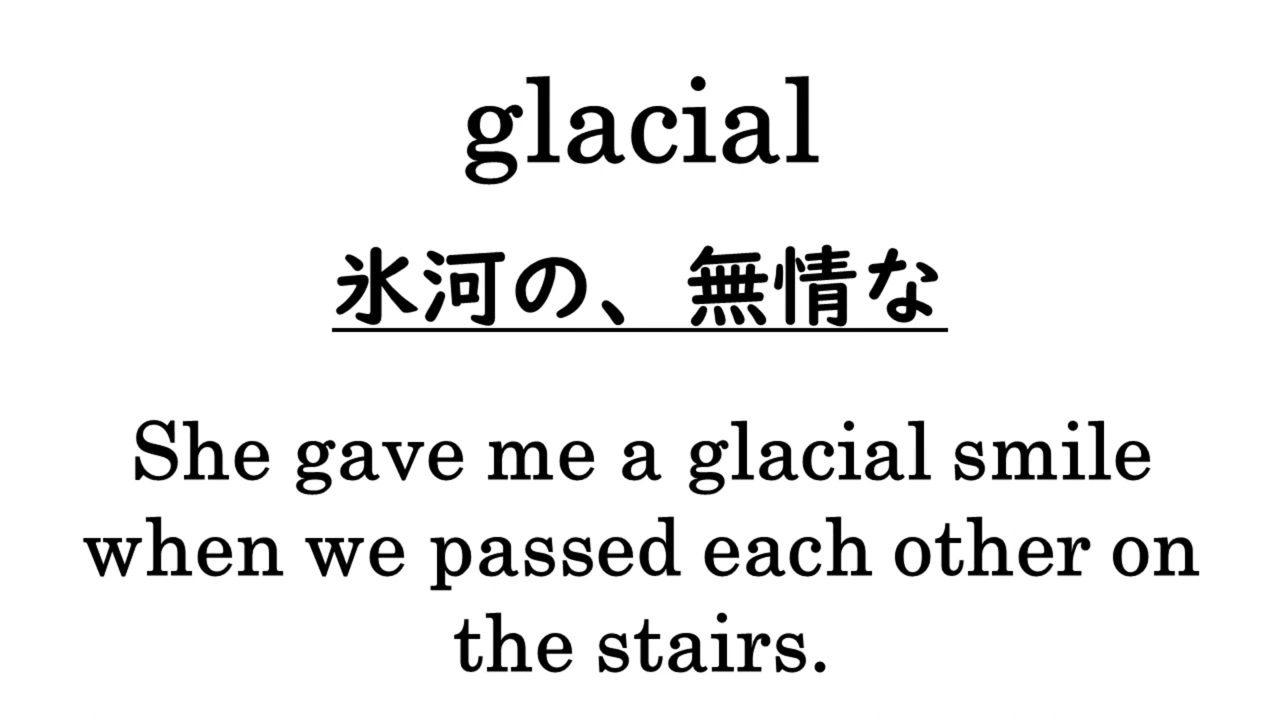 glacial
氷河の、無情な
She gave me a glacial smile
when we passed each other on
the stairs.